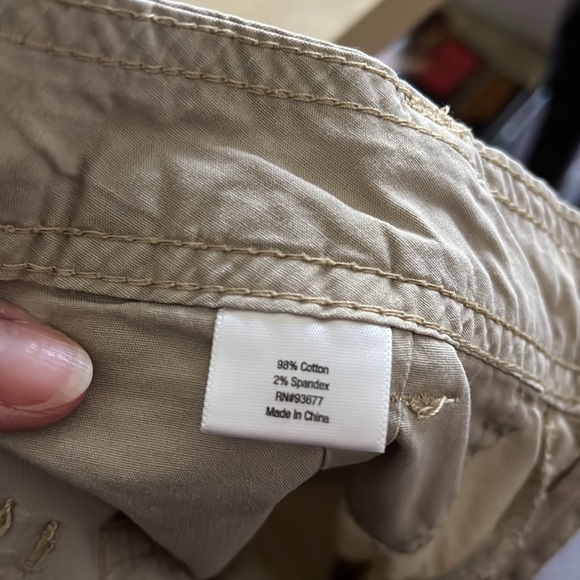 98% Cotton
2% Spandex
RN#93677
Made in China